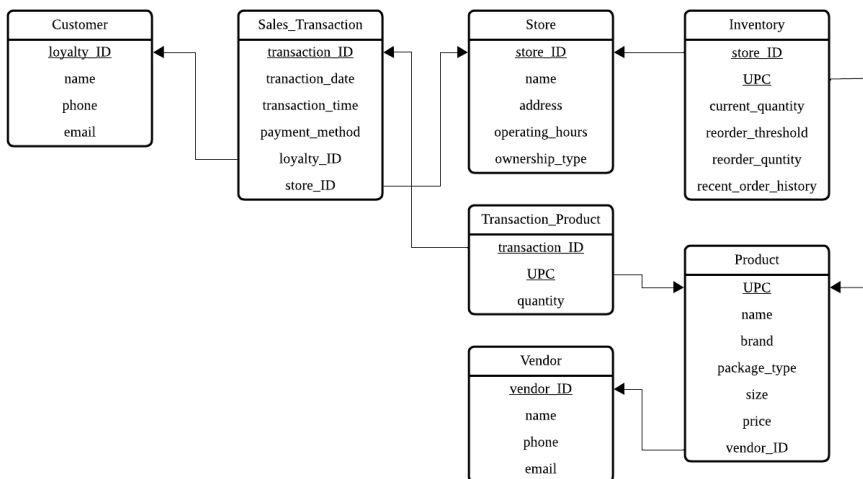 Customer
loyalty_ID
name
phone
email
Sales_Transaction
transaction_ID
tranaction_date
transaction_time
payment_method
loyalty_ID
store_ID
Store
store_ID
name
address
operating_hours
ownership_type
Inventory
store_ID
UPC
current_quantity
reorder_threshold
reorder_quntity
recent_order_history
Transaction_Product
transaction_ID
UPC
quantity
Product
UPC
name
brand
package_type
size
price
vendor_ID
Vendor
vendor_ID
name
phone
email